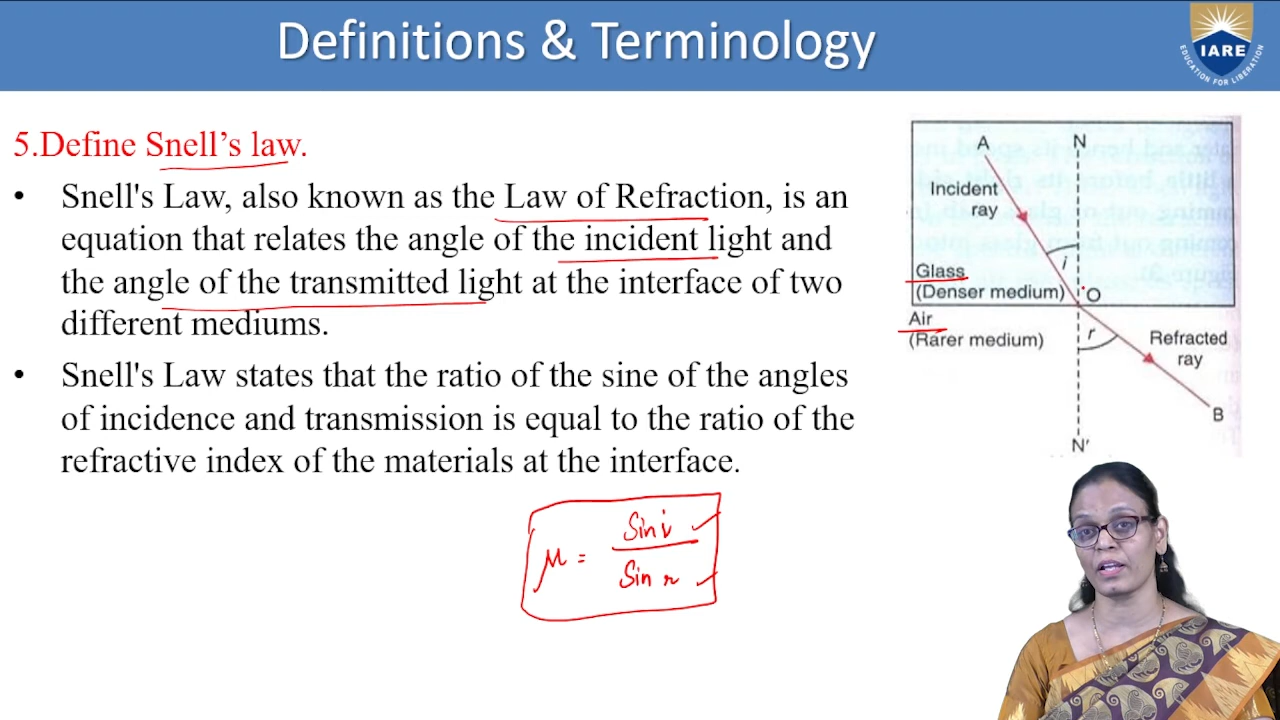 Definitions & Terminology
IARE
EDUCATION FOR LIBERATION
5.Define Snell's law.
• Snell's Law, also known as the Law of Refraction, is an
equation that relates the angle of the incident light and
the angle of the transmitted light at the interface of two
different mediums.
• Snell's Law states that the ratio of the sine of the angles
of incidence and transmission is equal to the ratio of the
refractive index of the materials at the interface.
μ = Sin i / Sin r
A
N
Incident
ray
i
Glass
(Denser medium)
O
Air
(Rarer medium)
r
Refracted
ray
B
N'